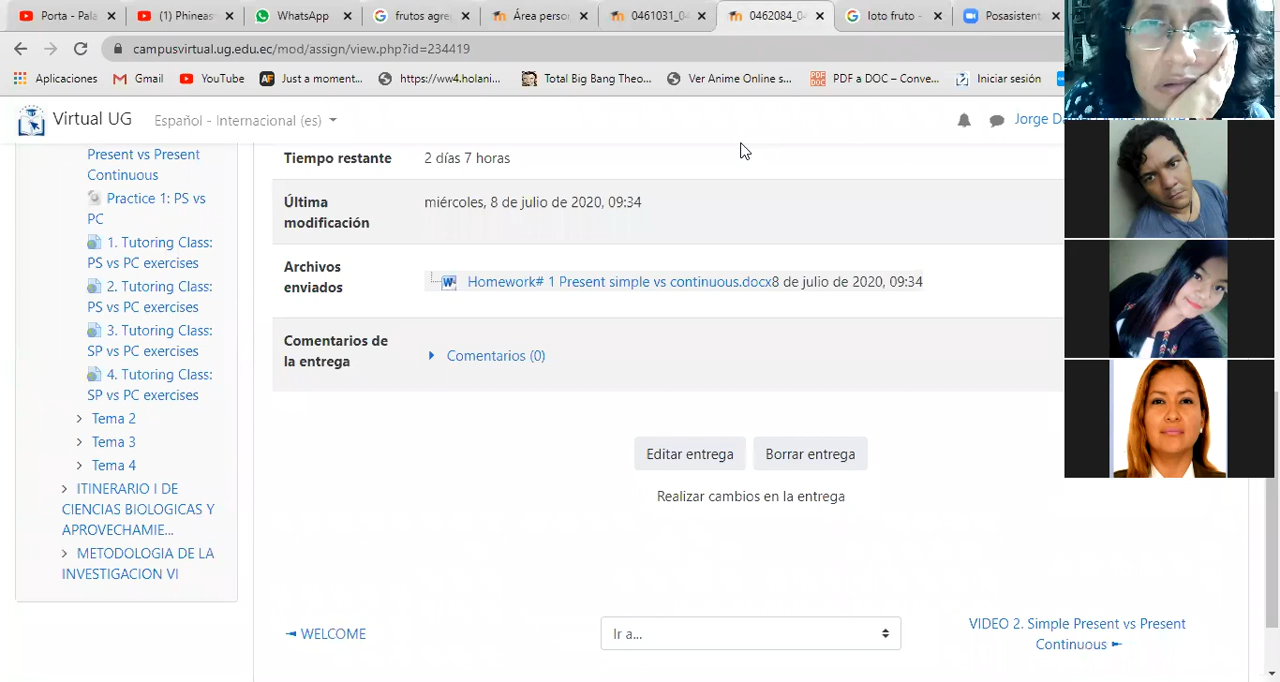 Porta - Pala
(1) Phineas
WhatsApp
frutos agre
Área perso
0461031_0
0462084_0
loto fruto -
Posasistent
campusvirtual.ug.edu.ec/mod/assign/view.php?id=234419
Aplicaciones
Gmail
YouTube
AF
Just a moment...
https://ww4.holani...
Total Big Bang Theo...
Ver Anime Online s...
PDF DOC
PDF a DOC – Conve...
Iniciar sesión
Virtual UG
Español - Internacional (es)
Jorge Da
Present vs Present
Continuous
Practice 1: PS vs
PC
1. Tutoring Class:
PS vs PC exercises
2. Tutoring Class:
PS vs PC exercises
3. Tutoring Class:
SP vs PC exercises
4. Tutoring Class:
SP vs PC exercises
Tema 2
Tema 3
Tema 4
ITINERARIO I DE
CIENCIAS BIOLOGICAS Y
APROVECHAMIE...
METODOLOGIA DE LA
INVESTIGACION VI
Tiempo restante
2 días 7 horas
Última
modificación
miércoles, 8 de julio de 2020, 09:34
Archivos
enviados
W
Homework# 1 Present simple vs continuous.docx8 de julio de 2020, 09:34
Comentarios de
la entrega
Comentarios (0)
Editar entrega
Borrar entrega
Realizar cambios en la entrega
◄ WELCOME
Ir a...
VIDEO 2. Simple Present vs Present
Continuous ►